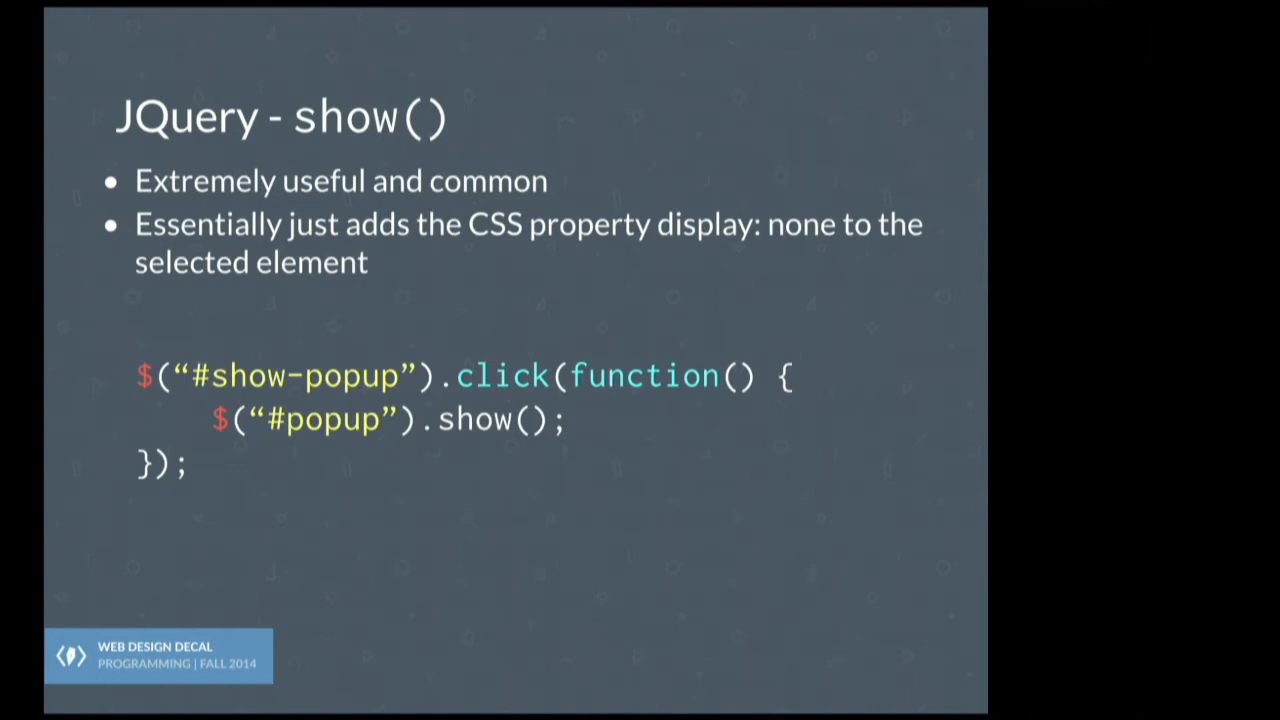 JQuery - show()
• Extremely useful and common
• Essentially just adds the CSS property display: none to the
selected element
$(“#show-popup”).click(function() {
$(“#popup”).show();
});
WEB DESIGN DECAL
PROGRAMMING | FALL 2014